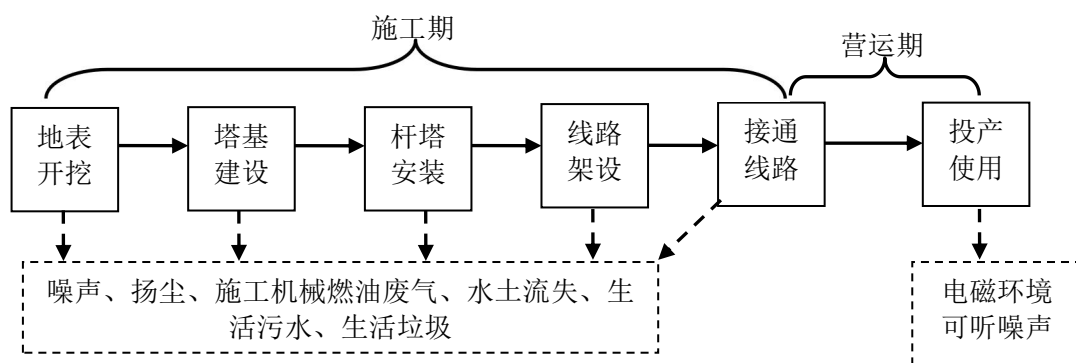 施工期
营运期
地表
开挖
塔基
建设
杆塔
安装
线路
架设
接通
线路
投产
使用
噪声、扬尘、施工机械燃油废气、水土流失、生
活污水、生活垃圾
电磁环境
可听噪声